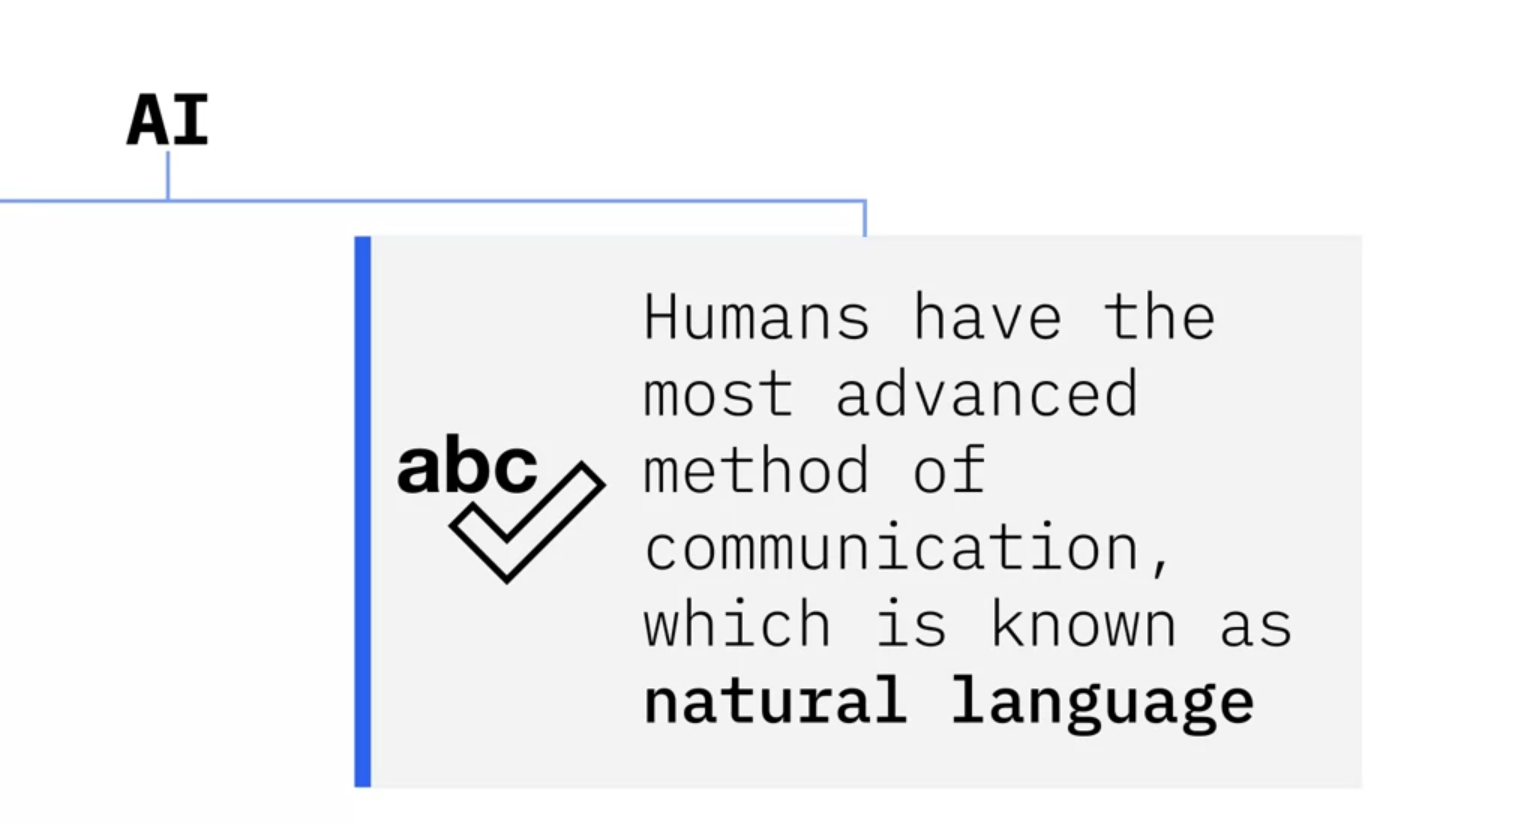 AI
abc
Humans have the
most advanced
method of
communication,
which is known as
natural language